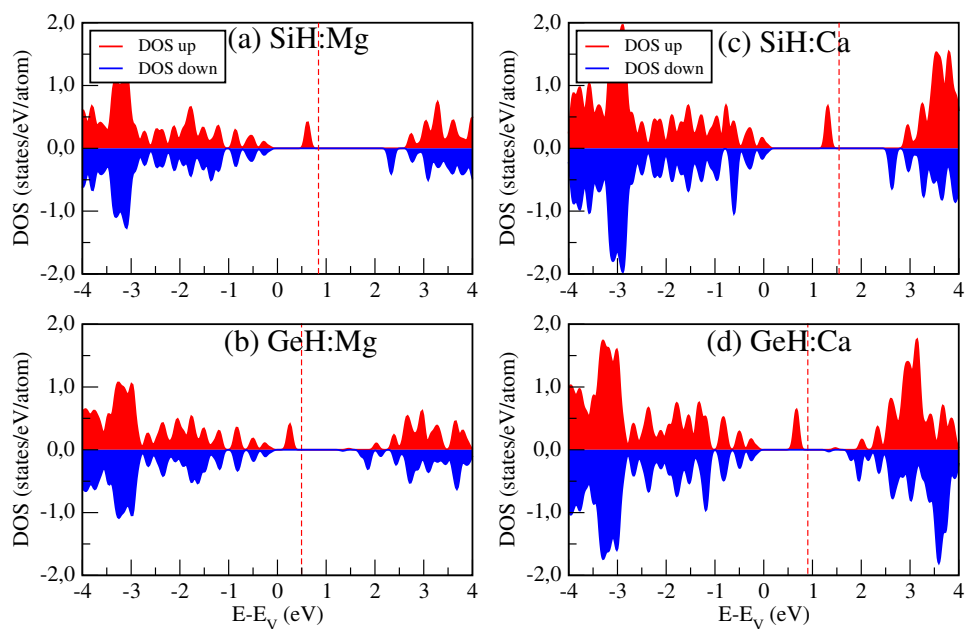 (a) SiH:Mg
DOS up
DOS down
2,0
1,0
0,0
-1,0
-2,0
DOS (states/eV/atom)
-4 -3 -2 -1 0 1 2 3 4
(c) SiH:Ca
DOS up
DOS down
2,0
1,0
0,0
-1,0
-2,0
DOS (states/eV/atom)
-4 -3 -2 -1 0 1 2 3 4
(b) GeH:Mg
2,0
1,0
0,0
-1,0
-2,0
DOS (states/eV/atom)
-4 -3 -2 -1 0 1 2 3 4
E-E_V (eV)
(d) GeH:Ca
2,0
1,0
0,0
-1,0
-2,0
DOS (states/eV/atom)
-4 -3 -2 -1 0 1 2 3 4
E-E_V (eV)